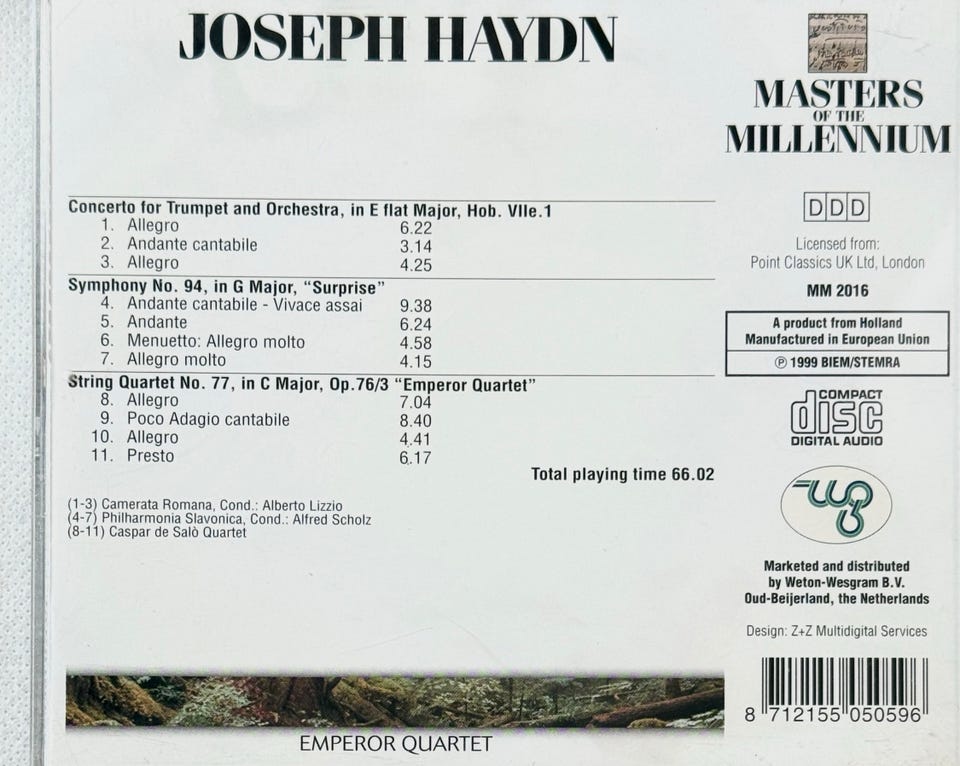 JOSEPH HAYDN
Concerto for Trumpet and Orchestra, in E flat Major, Hob. VIIe.1
1. Allegro 6.22
2. Andante cantabile 3.14
3. Allegro 4.25
Symphony No. 94, in G Major, “Surprise”
4. Andante cantabile - Vivace assai 9.38
5. Andante 6.24
6. Menuetto: Allegro molto 4.58
7. Allegro molto 4.15
String Quartet No. 77, in C Major, Op.76/3 “Emperor Quartet”
8. Allegro 7.04
9. Poco Adagio cantabile 8.40
10. Allegro 4.41
11. Presto 6.17
Total playing time 66.02
(1-3) Camerata Romana, Cond.: Alberto Lizzio
(4-7) Philharmonia Slavonica, Cond.: Alfred Scholz
(8-11) Caspar de Salò Quartet
EMPEROR QUARTET
MASTERS
OF THE
MILLENNIUM
DDD
Licensed from:
Point Classics UK Ltd, London
MM 2016
A product from Holland
Manufactured in European Union
℗ 1999 BIEM/STEMRA
COMPACT
disc
DIGITAL AUDIO
Marketed and distributed
by Weton-Wesgram B.V.
Oud-Beijerland, the Netherlands
Design: Z+Z Multidigital Services
8 712155 050596